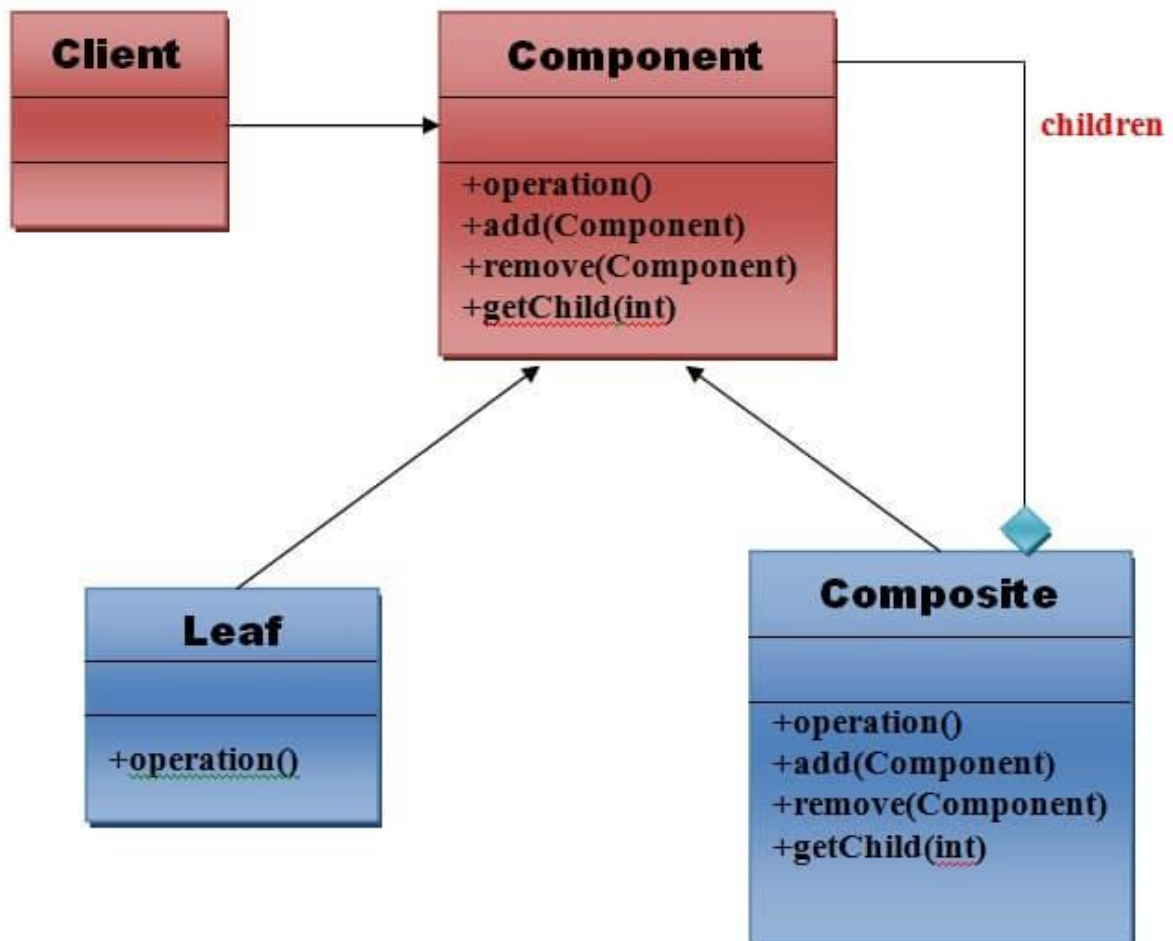 Client
Component
children
+operation()
+add(Component)
+remove(Component)
+getChild(int)
Leaf
+operation()
Composite
+operation()
+add(Component)
+remove(Component)
+getChild(int)